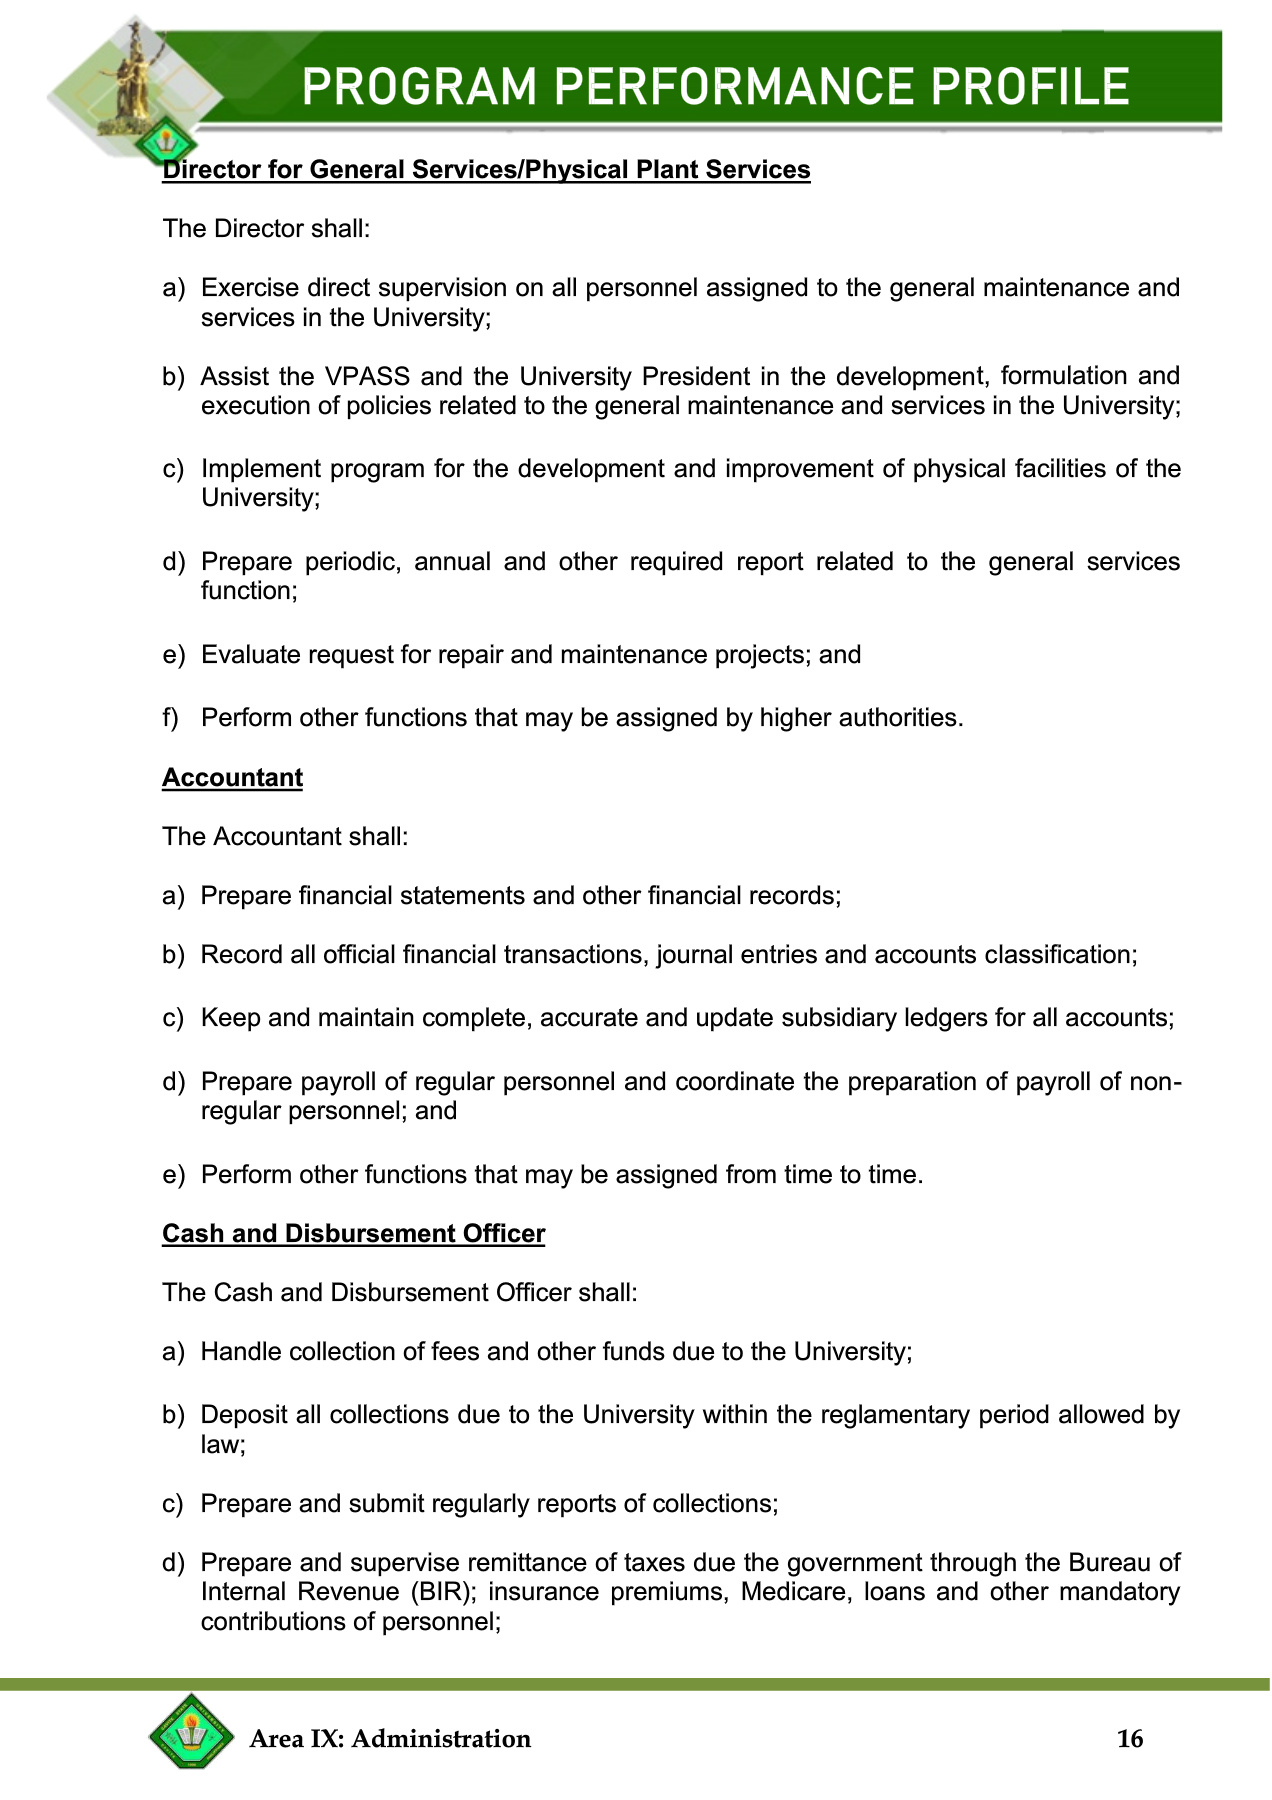 PROGRAM PERFORMANCE PROFILE
Director for General Services/Physical Plant Services
The Director shall:
a) Exercise direct supervision on all personnel assigned to the general maintenance and
services in the University;
b) Assist the VPASS and the University President in the development, formulation and
execution of policies related to the general maintenance and services in the University;
c) Implement program for the development and improvement of physical facilities of the
University;
d) Prepare periodic, annual and other required report related to the general services
function;
e) Evaluate request for repair and maintenance projects; and
f) Perform other functions that may be assigned by higher authorities.
Accountant
The Accountant shall:
a) Prepare financial statements and other financial records;
b) Record all official financial transactions, journal entries and accounts classification;
c) Keep and maintain complete, accurate and update subsidiary ledgers for all accounts;
d) Prepare payroll of regular personnel and coordinate the preparation of payroll of non-
regular personnel; and
e) Perform other functions that may be assigned from time to time.
Cash and Disbursement Officer
The Cash and Disbursement Officer shall:
a) Handle collection of fees and other funds due to the University;
b) Deposit all collections due to the University within the reglamentary period allowed by
law;
c) Prepare and submit regularly reports of collections;
d) Prepare and supervise remittance of taxes due the government through the Bureau of
Internal Revenue (BIR); insurance premiums, Medicare, loans and other mandatory
contributions of personnel;
Area IX: Administration 16